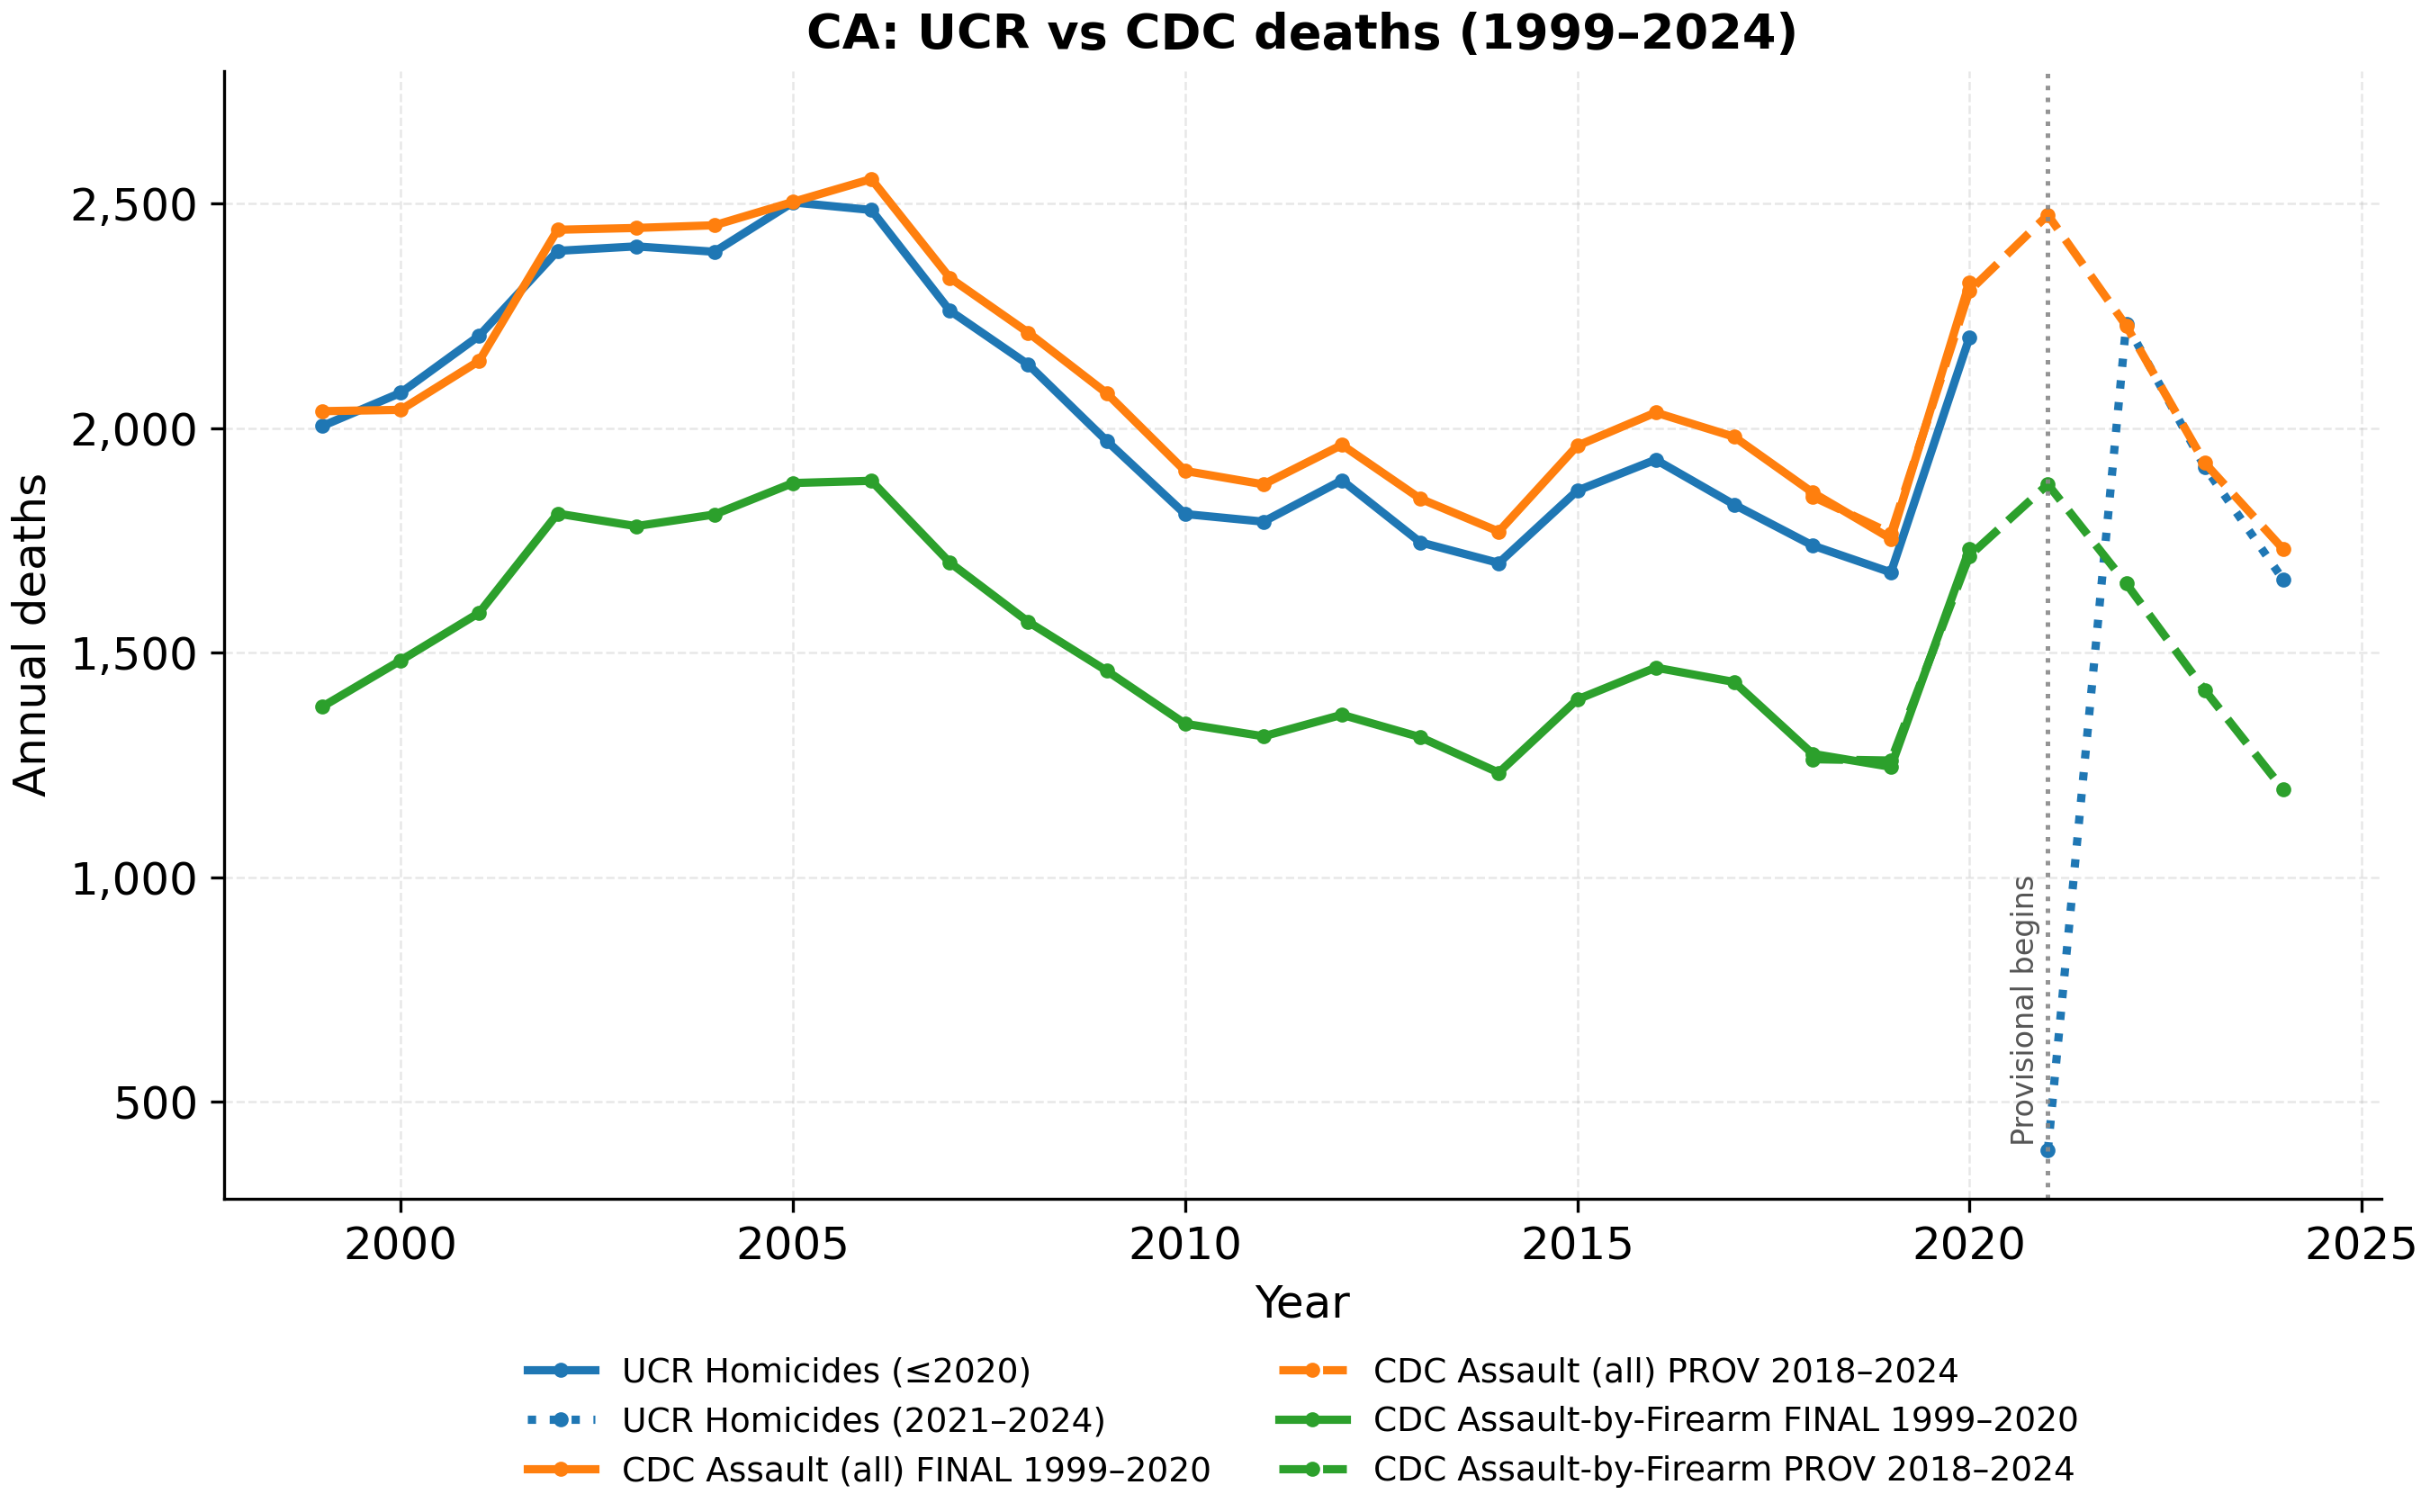 CA: UCR vs CDC deaths (1999–2024)
Annual deaths
2,500
2,000
1,500
1,000
500
Provisional begins
2000 2005 2010 2015 2020 2025
Year
UCR Homicides (≤2020)
UCR Homicides (2021–2024)
CDC Assault (all) FINAL 1999–2020
CDC Assault (all) PROV 2018–2024
CDC Assault-by-Firearm FINAL 1999–2020
CDC Assault-by-Firearm PROV 2018–2024